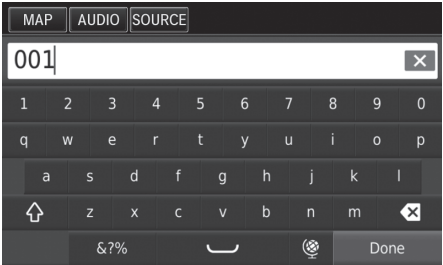 MAP AUDIO SOURCE
001
1 2 3 4 5 6 7 8 9 0
q w e r t y u i o p
a s d f g h j k l
z x c v b n m
&?% Done